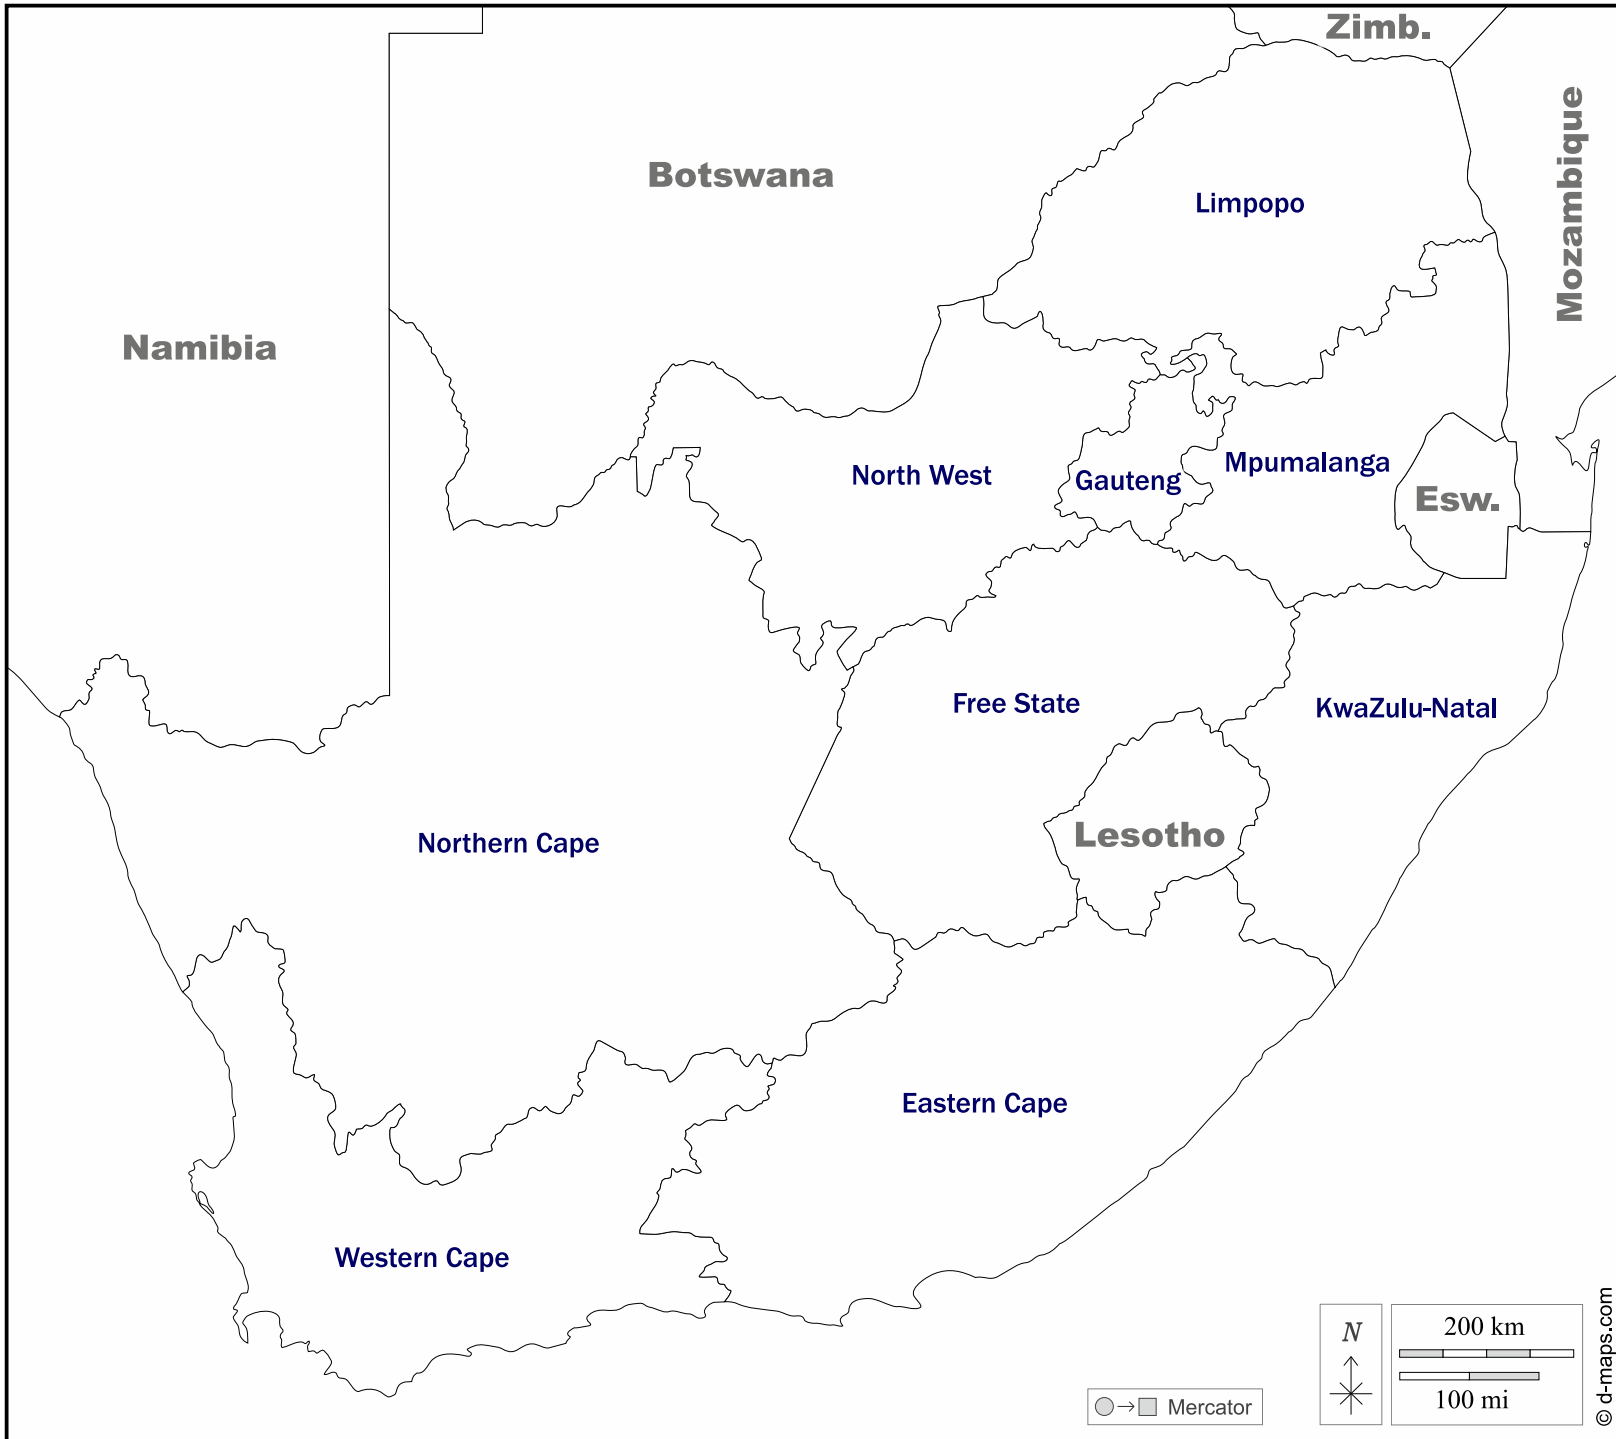 Zimb.
Mozambique
Botswana
Limpopo
Namibia
North West
Gauteng
Mpumalanga
Esw.
Free State
KwaZulu-Natal
Northern Cape
Lesotho
Eastern Cape
Western Cape
N
200 km
100 mi
Mercator
© d-maps.com